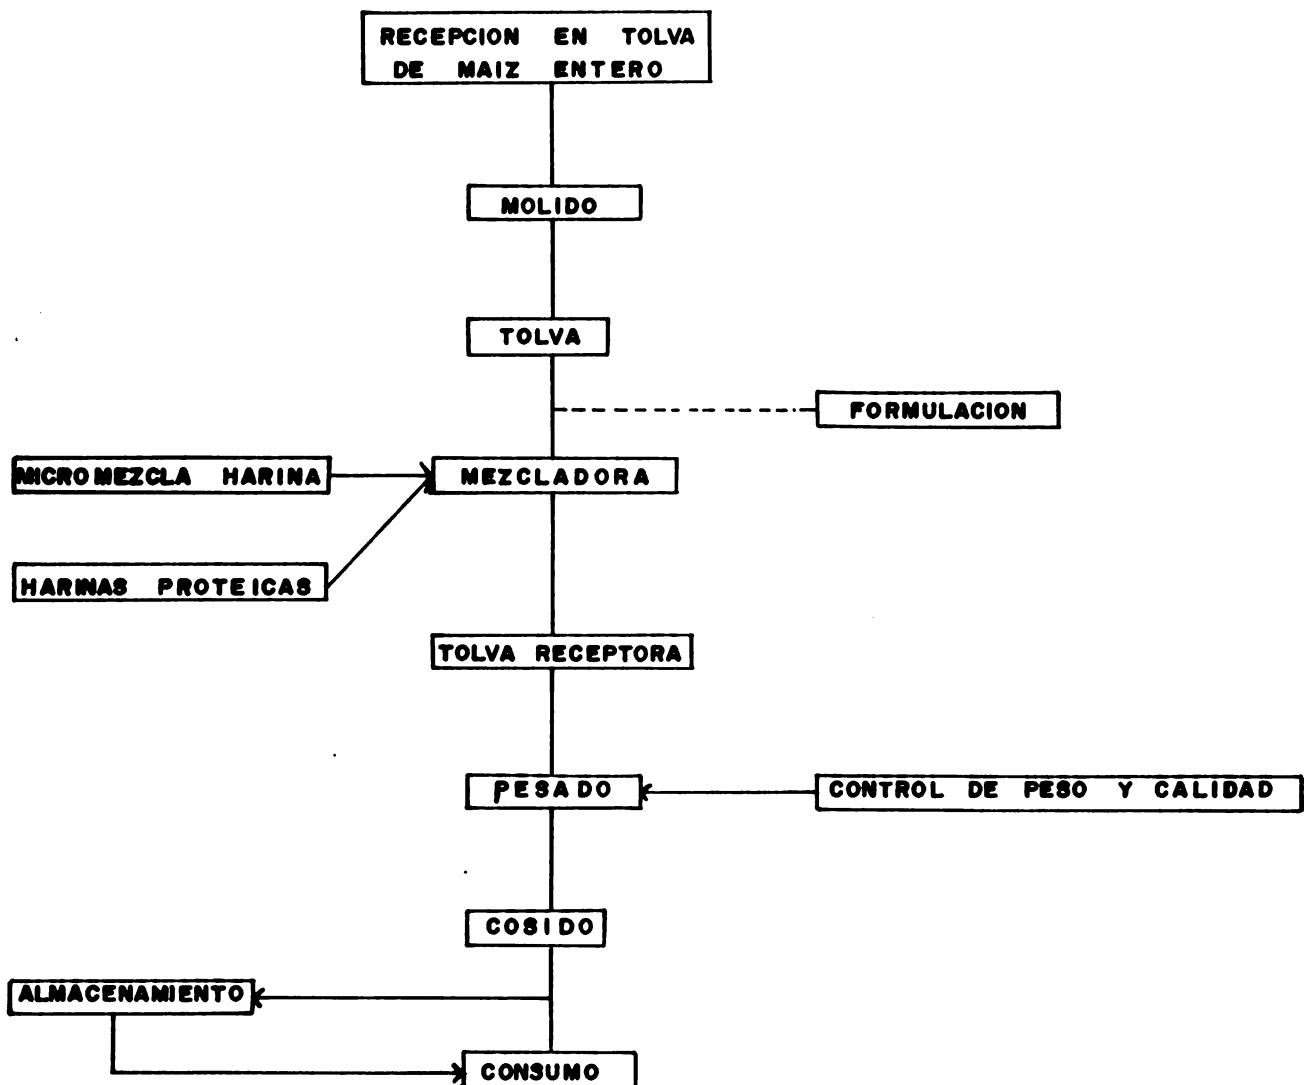 RECEPCION EN TOLVA
DE MAIZ ENTERO
MOLIDO
TOLVA
FORMULACION
MICROMEZCLA HARINA
MEZCLADORA
HARINAS PROTEICAS
TOLVA RECEPTORA
PESADO
CONTROL DE PESO Y CALIDAD
COSIDO
ALMACENAMIENTO
CONSUMO